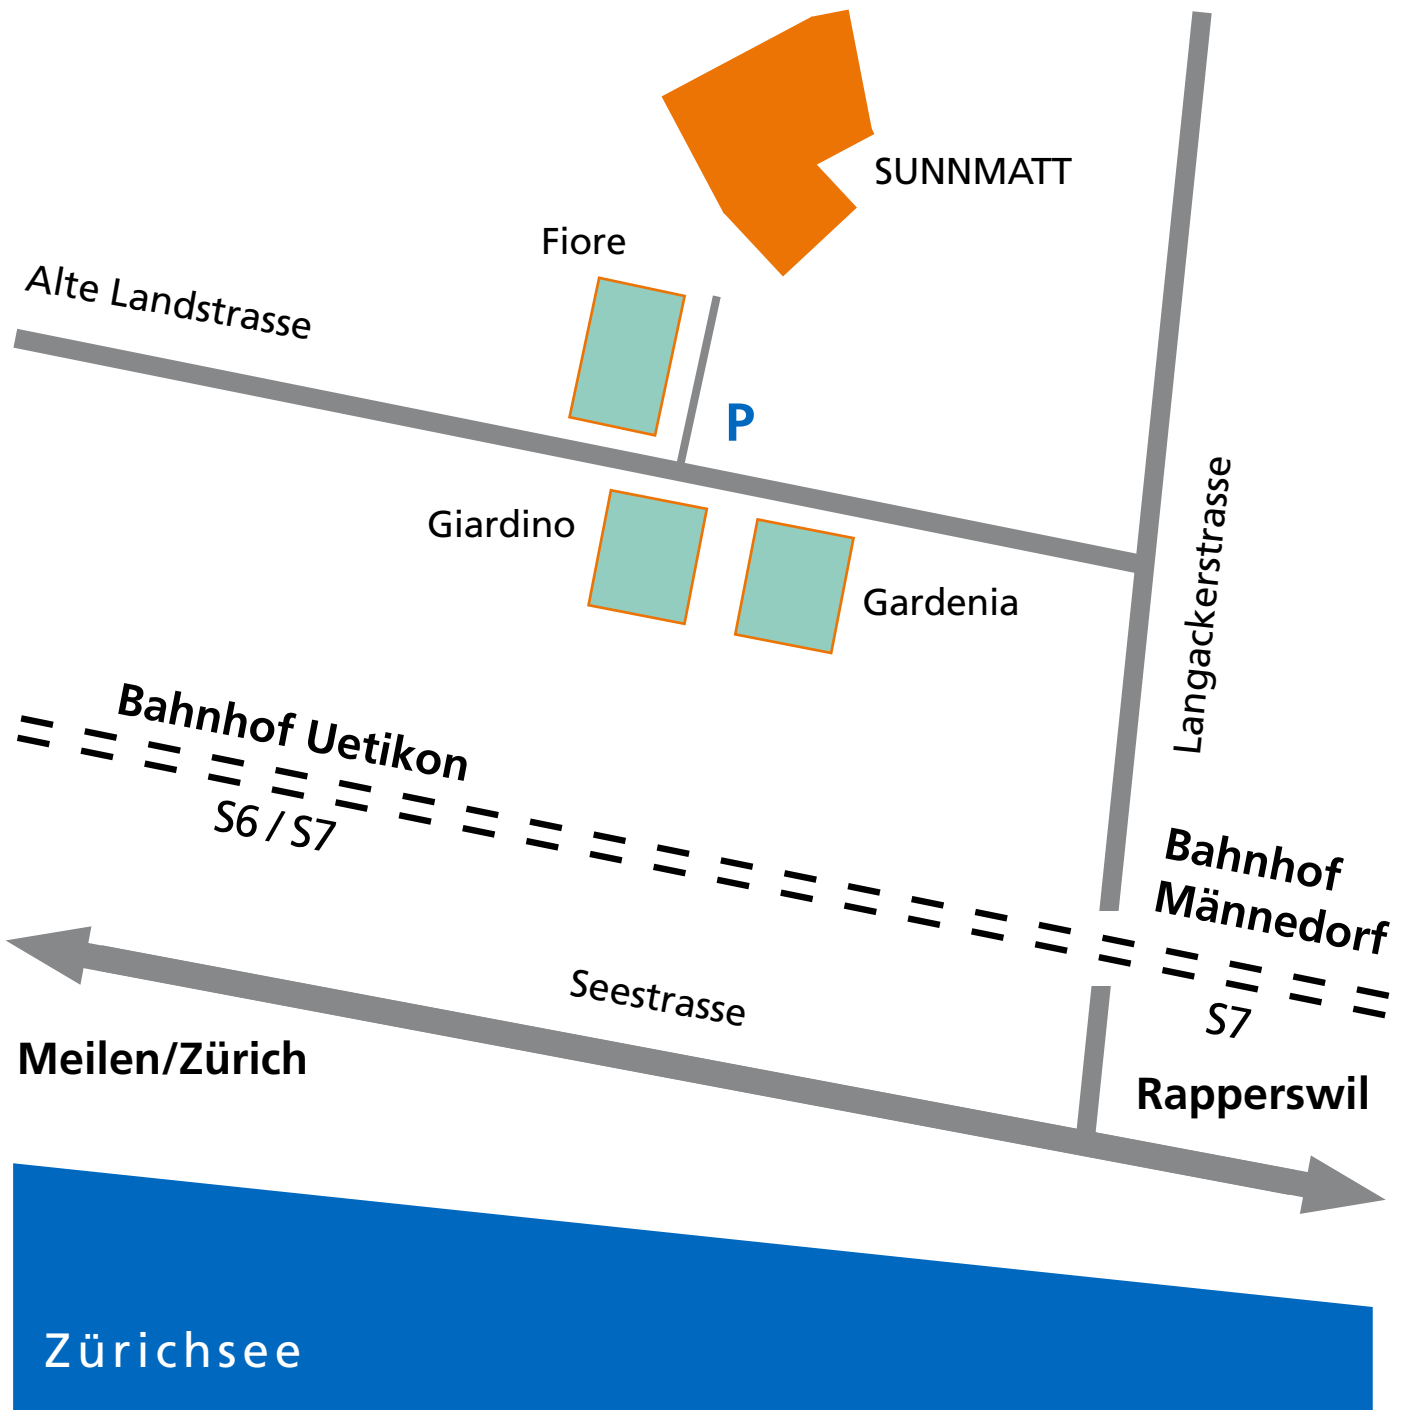 SUNNMATT
Fiore
Alte Landstrasse
P
Giardino
Gardenia
Langackerstrasse
Bahnhof Uetikon
S6 / S7
Bahnhof
Männedorf
S7
Seestrasse
Meilen/Zürich
Rapperswil
Zürichsee